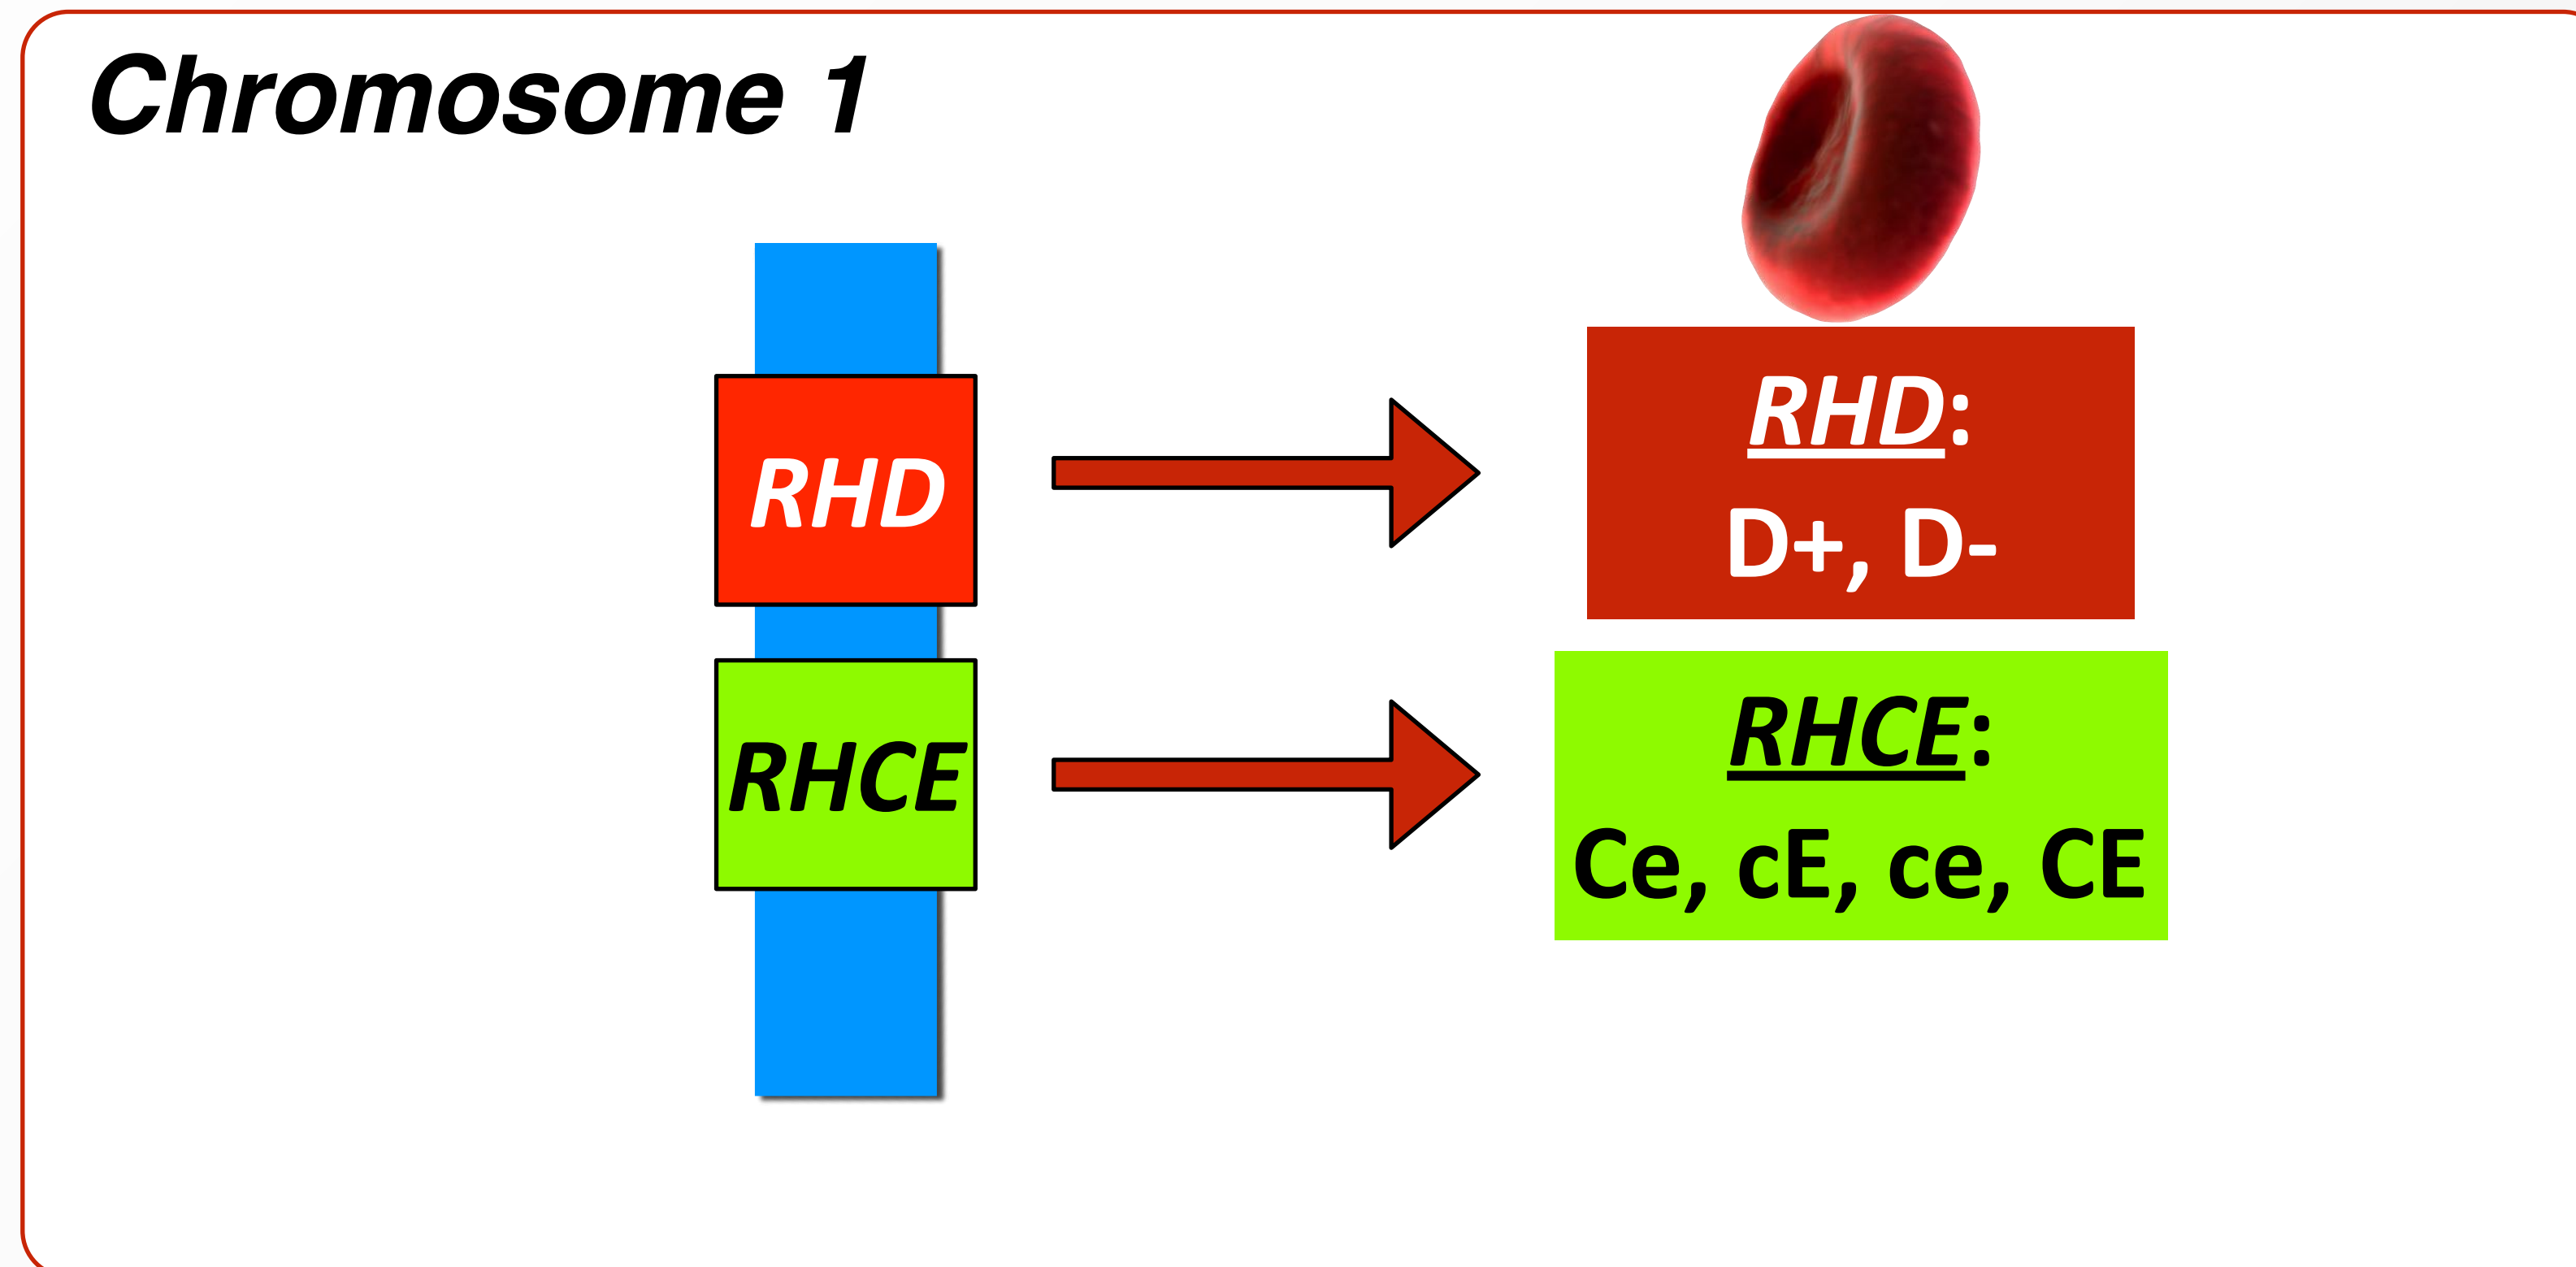 Chromosome 1
RHD
RHCE
RHD:
D+, D-
RHCE:
Ce, cE, ce, CE